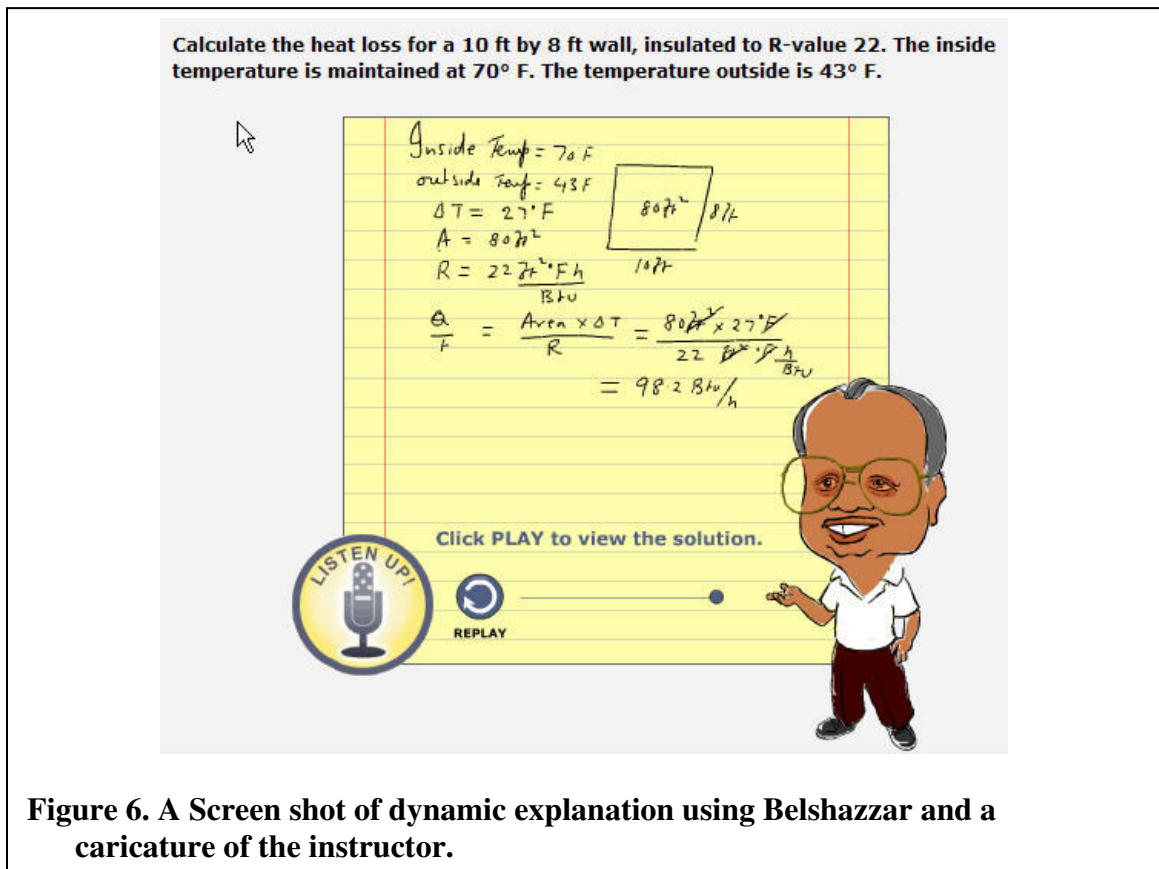 Calculate the heat loss for a 10 ft by 8 ft wall, insulated to R-value 22. The inside
temperature is maintained at 70° F. The temperature outside is 43° F.
Inside Temp = 70 F
outside Temp = 43 F
ΔT = 27°F
80ft² 8ft
A = 80ft²
R = 22 ft²·°F h / Btu
10ft
Q/t = Area x ΔT / R = 80ft² x 27°F / 22 ft²·°F h/Btu
= 98.2 Btu/h
Click PLAY to view the solution.
LISTEN UP!
REPLAY
Figure 6. A Screen shot of dynamic explanation using Belshazzar and a
caricature of the instructor.